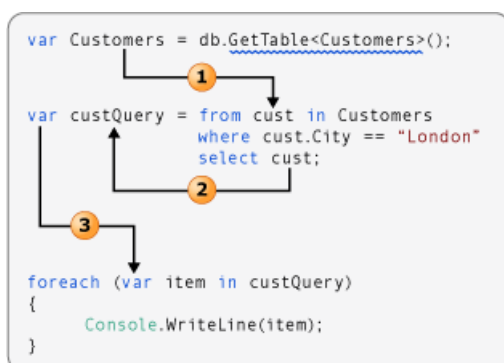 var Customers = db.GetTable<Customers>();
1
var custQuery = from cust in Customers
where cust.City == “London”
select cust;
2
3
foreach (var item in custQuery)
{
Console.WriteLine(item);
}